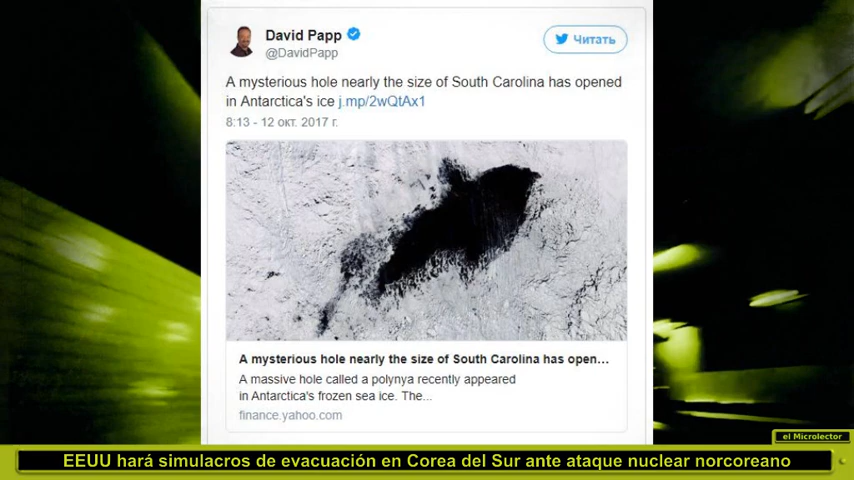 David Papp
@DavidPapp
Читать
A mysterious hole nearly the size of South Carolina has opened
in Antarctica's ice j.mp/2wQtAx1
8:13 - 12 окт. 2017 г.
A mysterious hole nearly the size of South Carolina has open...
A massive hole called a polynya recently appeared
in Antarctica's frozen sea ice. The...
finance.yahoo.com
el Microlector
EEUU hará simulacros de evacuación en Corea del Sur ante ataque nuclear norcoreano